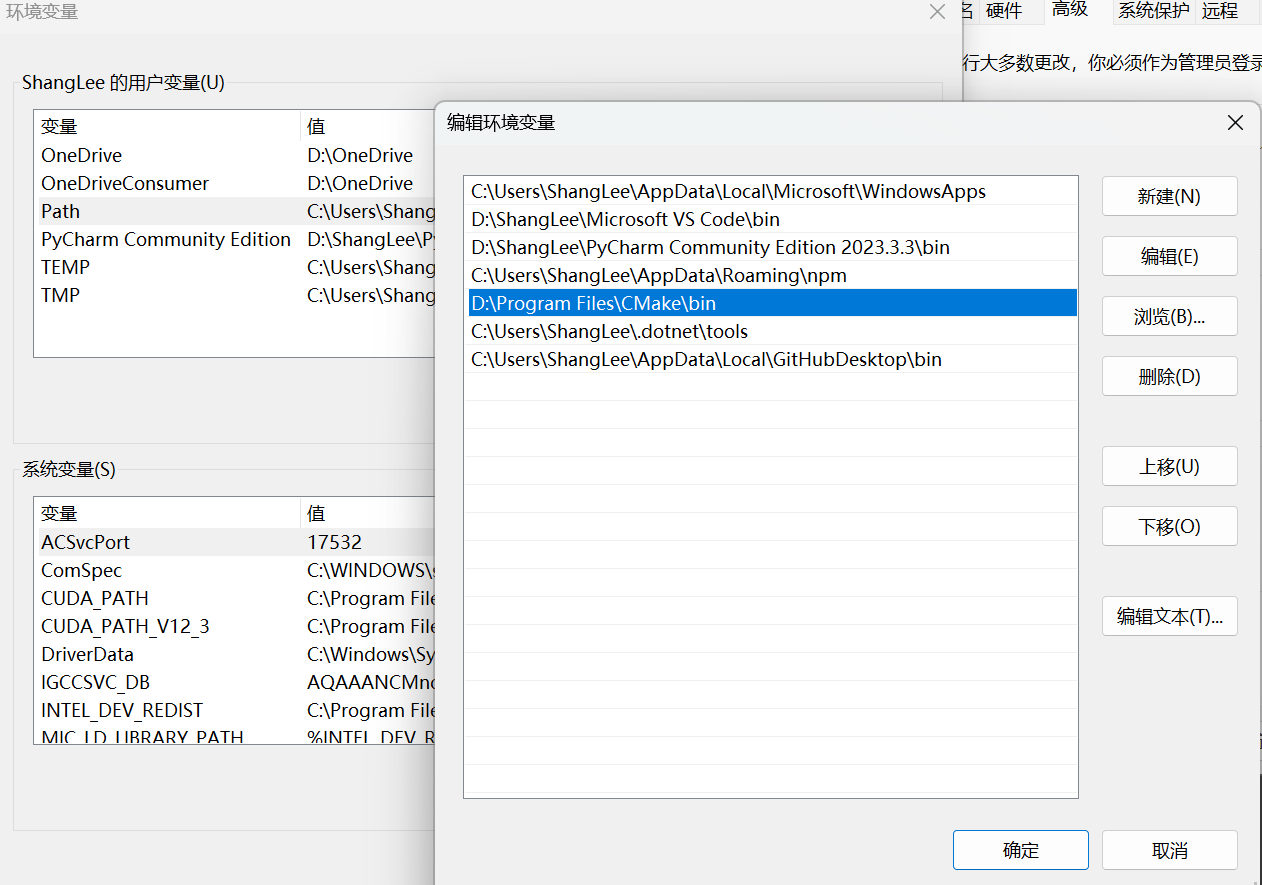 环境变量
硬件
高级
系统保护
远程
行大多数更改，你必须作为管理员登录
ShangLee 的用户变量(U)
变量 值
OneDrive D:\OneDrive
OneDriveConsumer D:\OneDrive
Path C:\Users\Shang
PyCharm Community Edition D:\ShangLee\Py
TEMP C:\Users\Shang
TMP C:\Users\Shang
系统变量(S)
变量 值
ACSvcPort 17532
ComSpec C:\WINDOWS\s
CUDA_PATH C:\Program File
CUDA_PATH_V12_3 C:\Program File
DriverData C:\Windows\Sy
IGCCSVC_DB AQAAANCMnd
INTEL_DEV_REDIST C:\Program File
MIC_LD_LIBRARY_PATH %INTEL_DEV_R
编辑环境变量
C:\Users\ShangLee\AppData\Local\Microsoft\WindowsApps
D:\ShangLee\Microsoft VS Code\bin
D:\ShangLee\PyCharm Community Edition 2023.3.3\bin
C:\Users\ShangLee\AppData\Roaming\npm
D:\Program Files\CMake\bin
C:\Users\ShangLee\.dotnet\tools
C:\Users\ShangLee\AppData\Local\GitHubDesktop\bin
新建(N)
编辑(E)
浏览(B)...
删除(D)
上移(U)
下移(O)
编辑文本(T)...
确定
取消